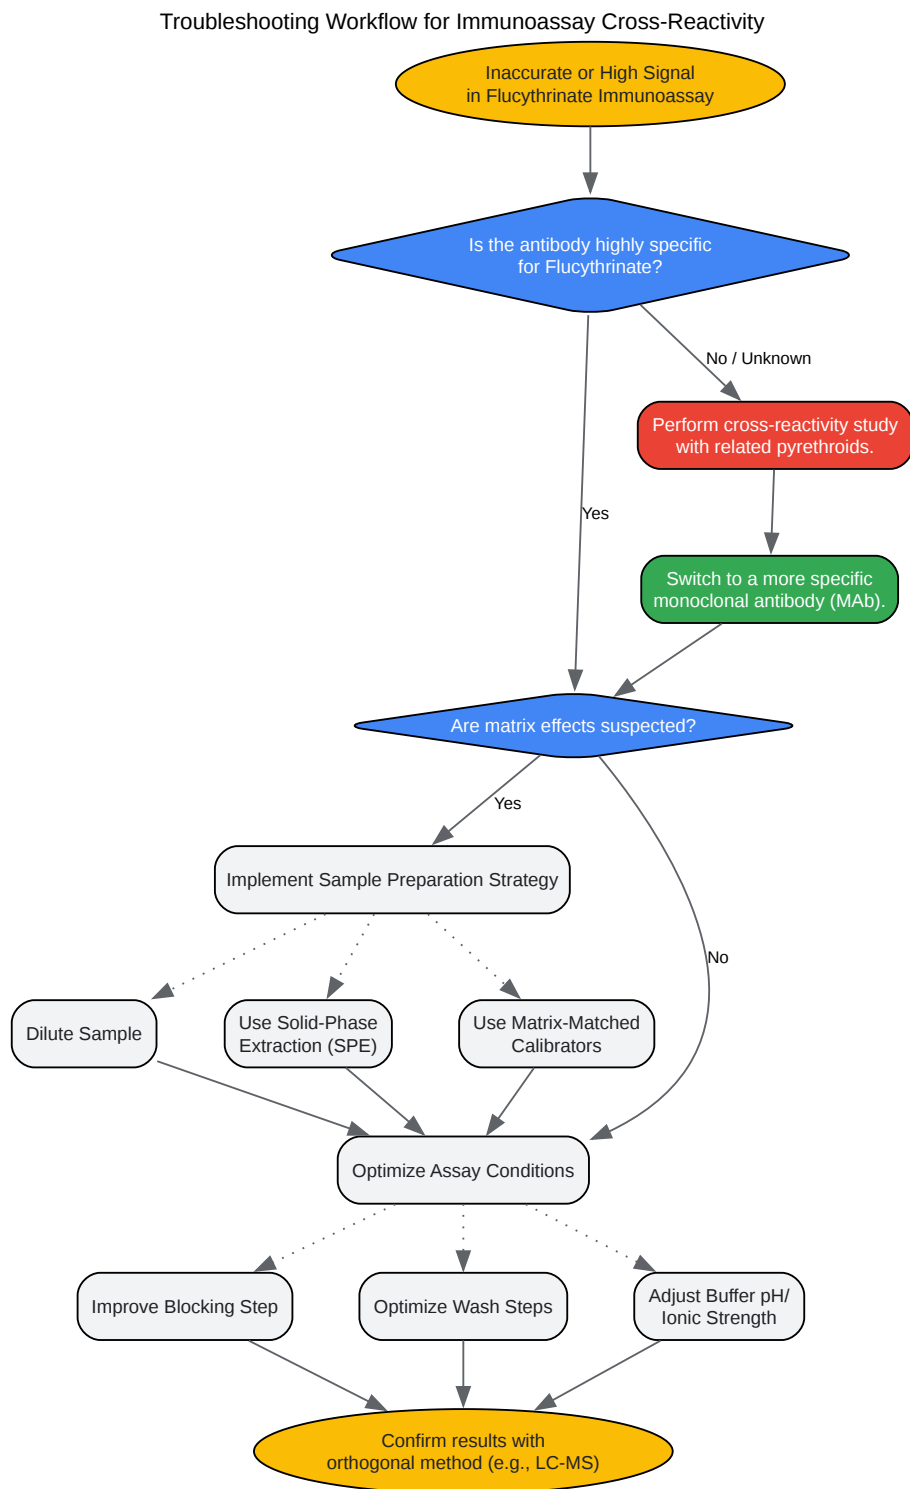 Troubleshooting Workflow for Immunoassay Cross-Reactivity
Inaccurate or High Signal
in Flucythrinate Immunoassay
Is the antibody highly specific
for Flucythrinate?
No / Unknown
Perform cross-reactivity study
with related pyrethroids.
Yes
Switch to a more specific
monoclonal antibody (MAb).
Are matrix effects suspected?
Yes
Implement Sample Preparation Strategy
No
Dilute Sample
Use Solid-Phase
Extraction (SPE)
Use Matrix-Matched
Calibrators
Optimize Assay Conditions
Improve Blocking Step
Optimize Wash Steps
Adjust Buffer pH/
Ionic Strength
Confirm results with
orthogonal method (e.g., LC-MS)